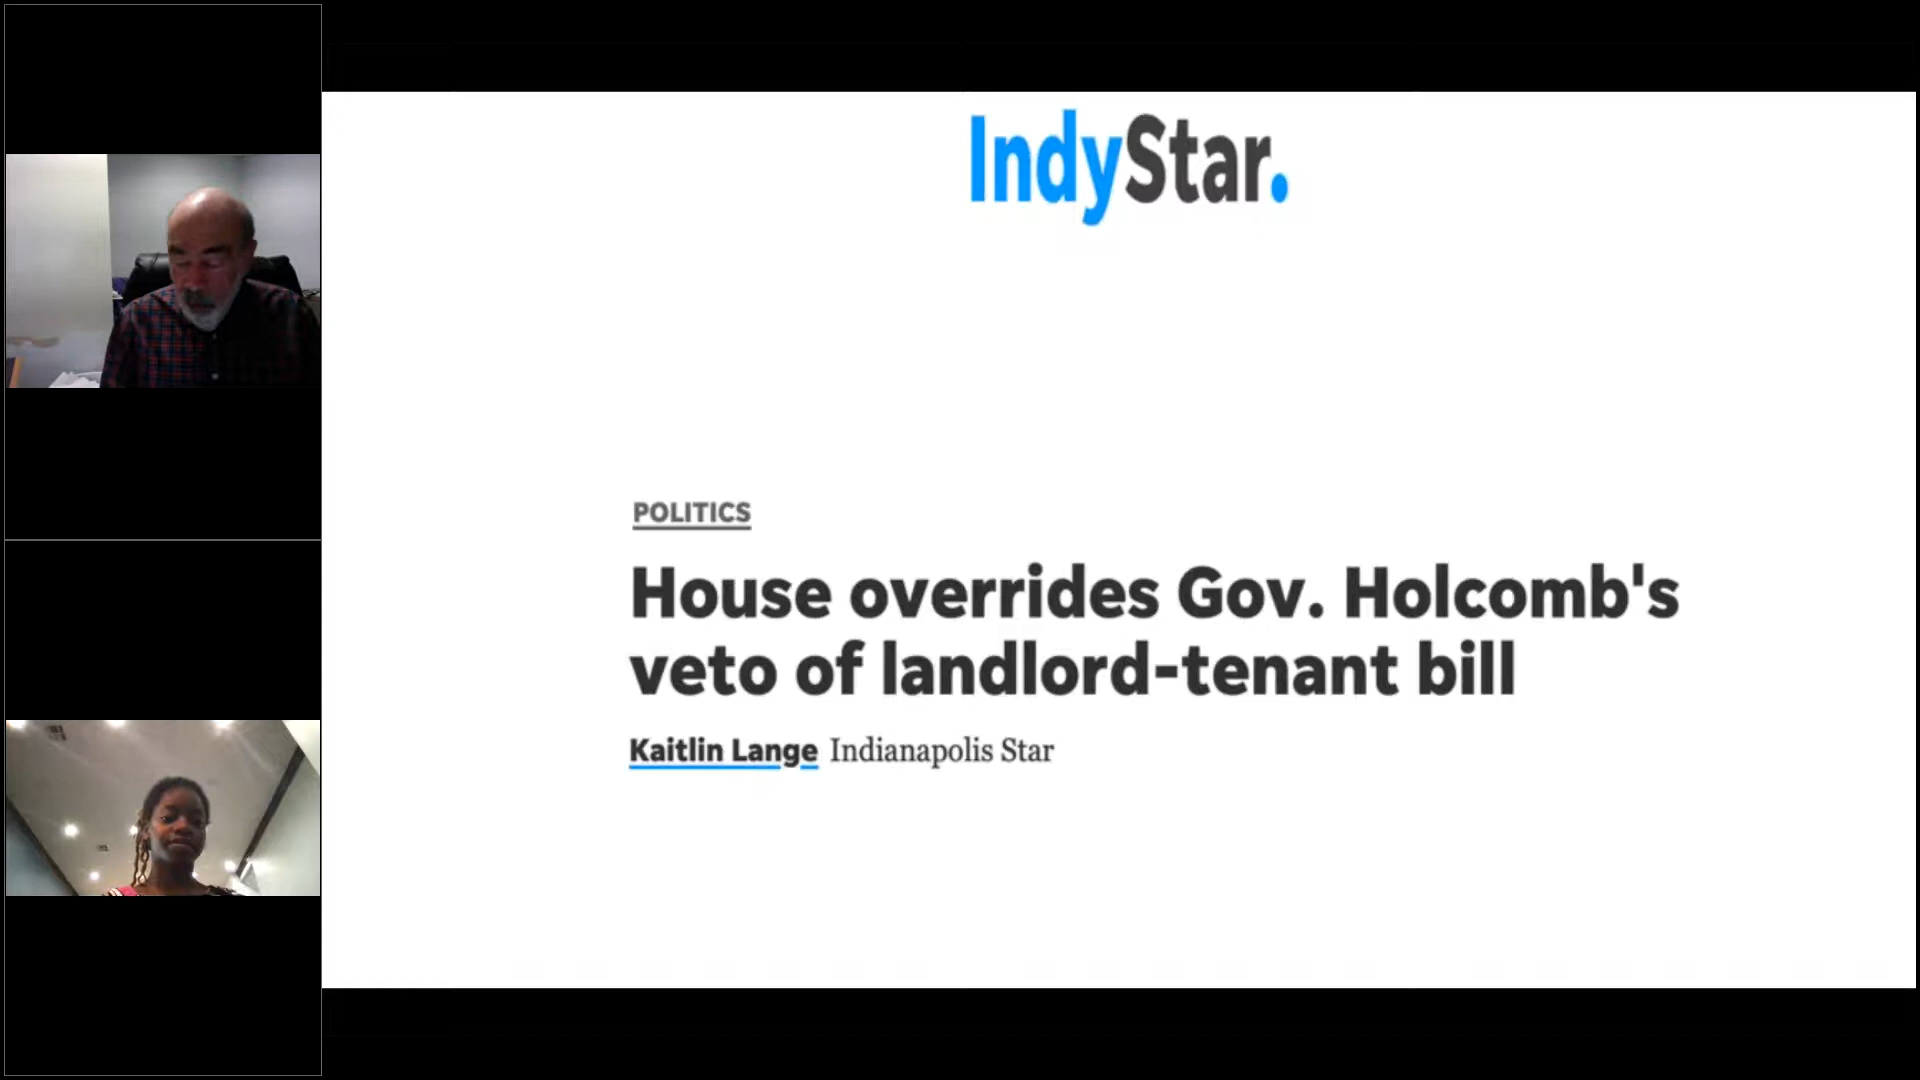 IndyStar.
POLITICS
House overrides Gov. Holcomb's
veto of landlord-tenant bill
Kaitlin Lange Indianapolis Star